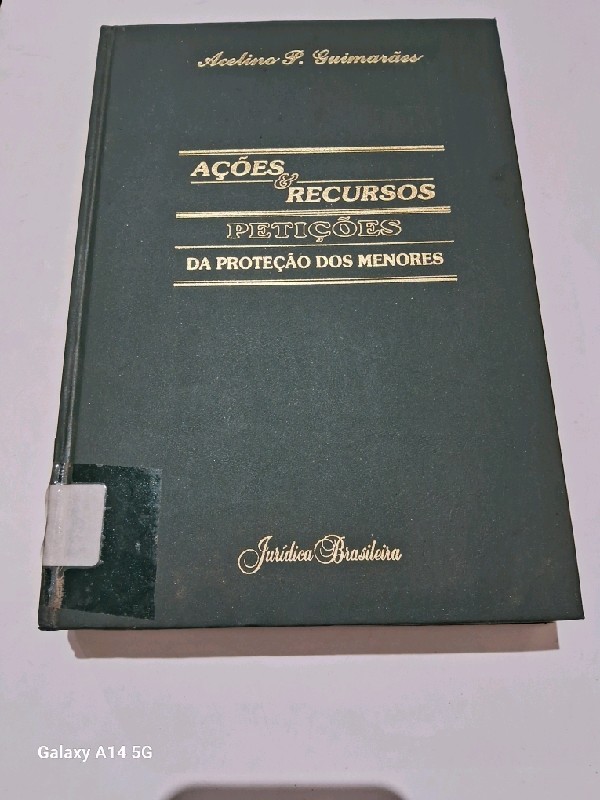 Acelino P. Guimarães
AÇÕES
&
RECURSOS
PETIÇÕES
DA PROTEÇÃO DOS MENORES
Jurídica Brasileira
Galaxy A14 5G